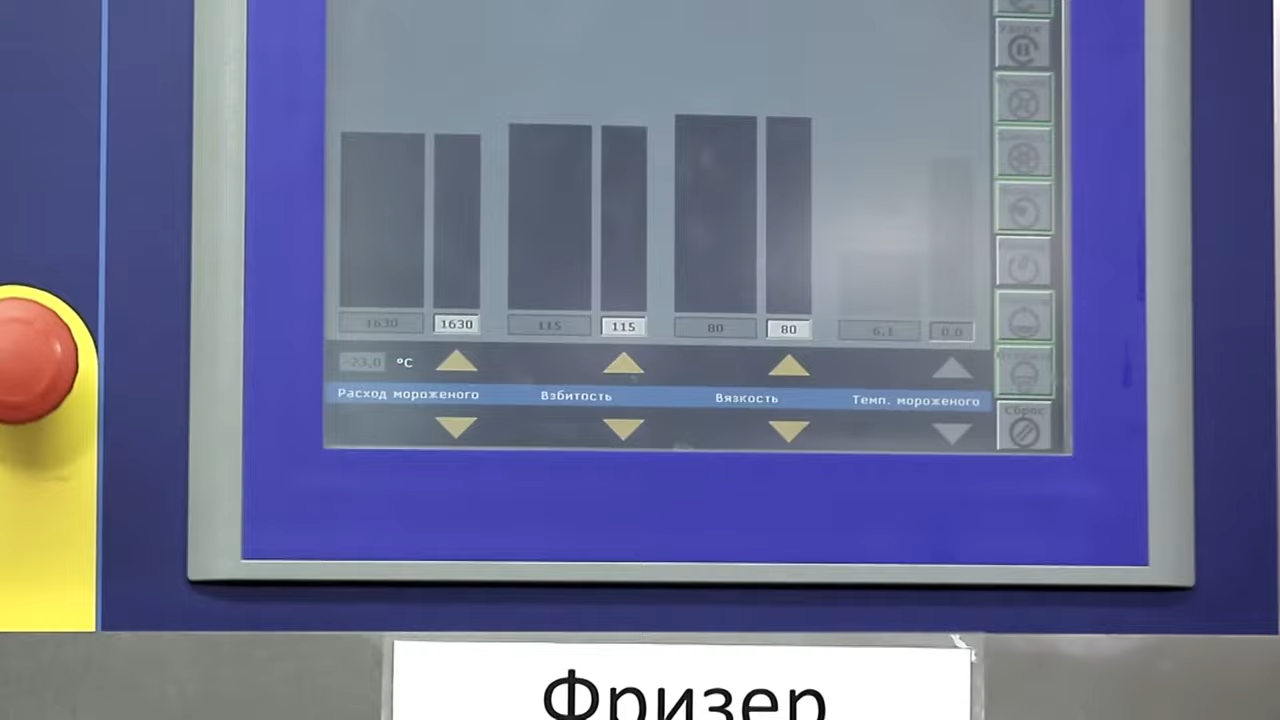 1630 1630 115 115 80 80 6,1 0.0
-23,0 °C
Расход мороженого Взбитость Вязкость Темп. мороженого
Сброс
Фризер